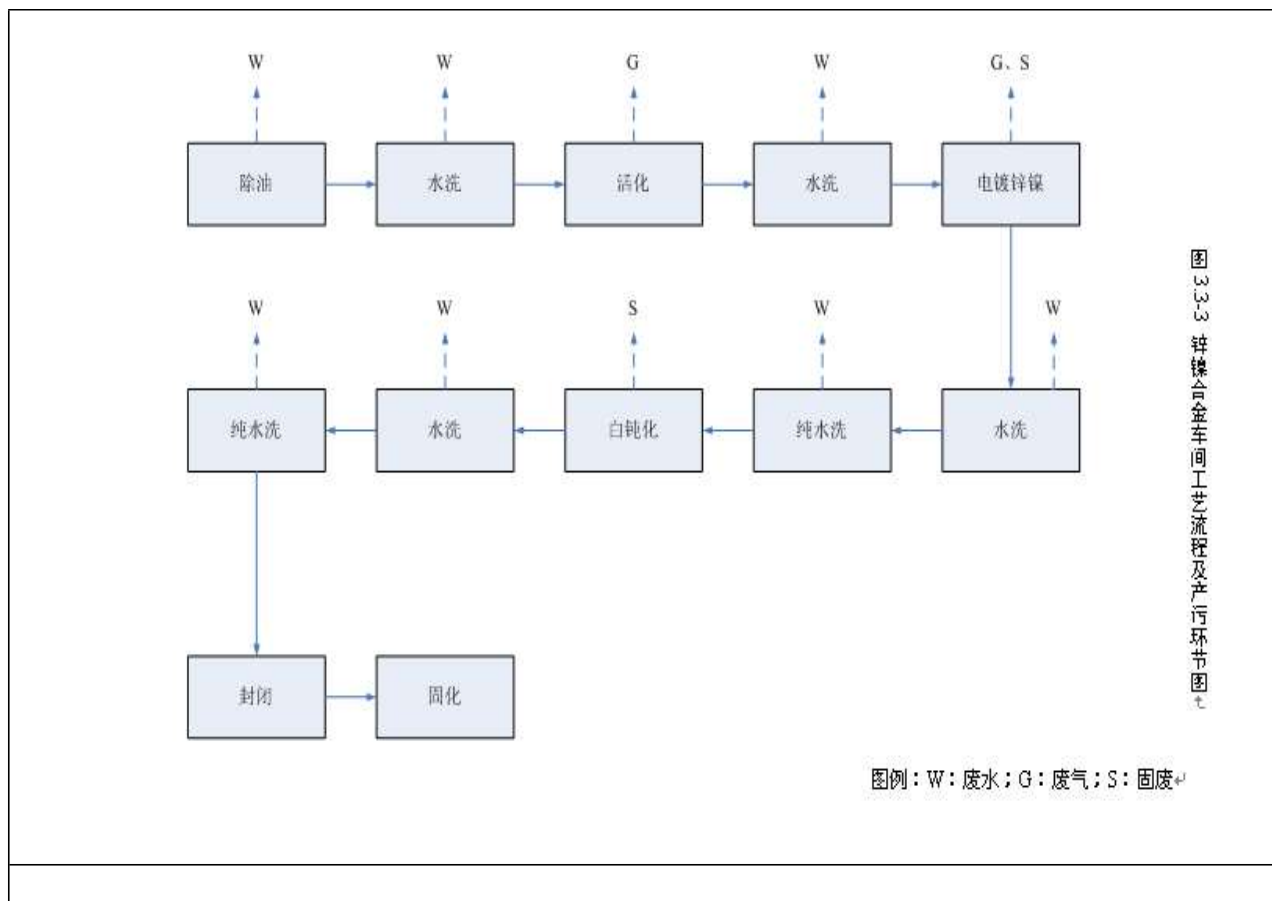 W W G W G、S
除油 水洗 活化 水洗 电镀锌镍
W W S W W
纯水洗 水洗 白钝化 纯水洗 水洗
封闭 固化
图 3.3-3 锌镍合金车间工艺流程及产污环节图
图例：W：废水；G：废气；S：固废